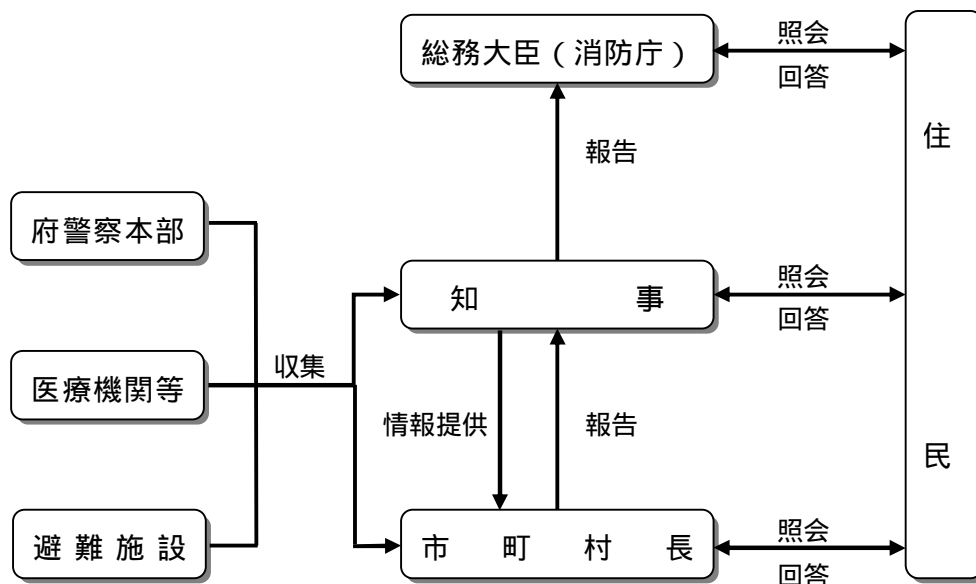 総務大臣（消防庁）
照会
回答
住民
報告
府警察本部
知事
照会
回答
医療機関等
収集
情報提供
報告
避難施設
市町村長
照会
回答